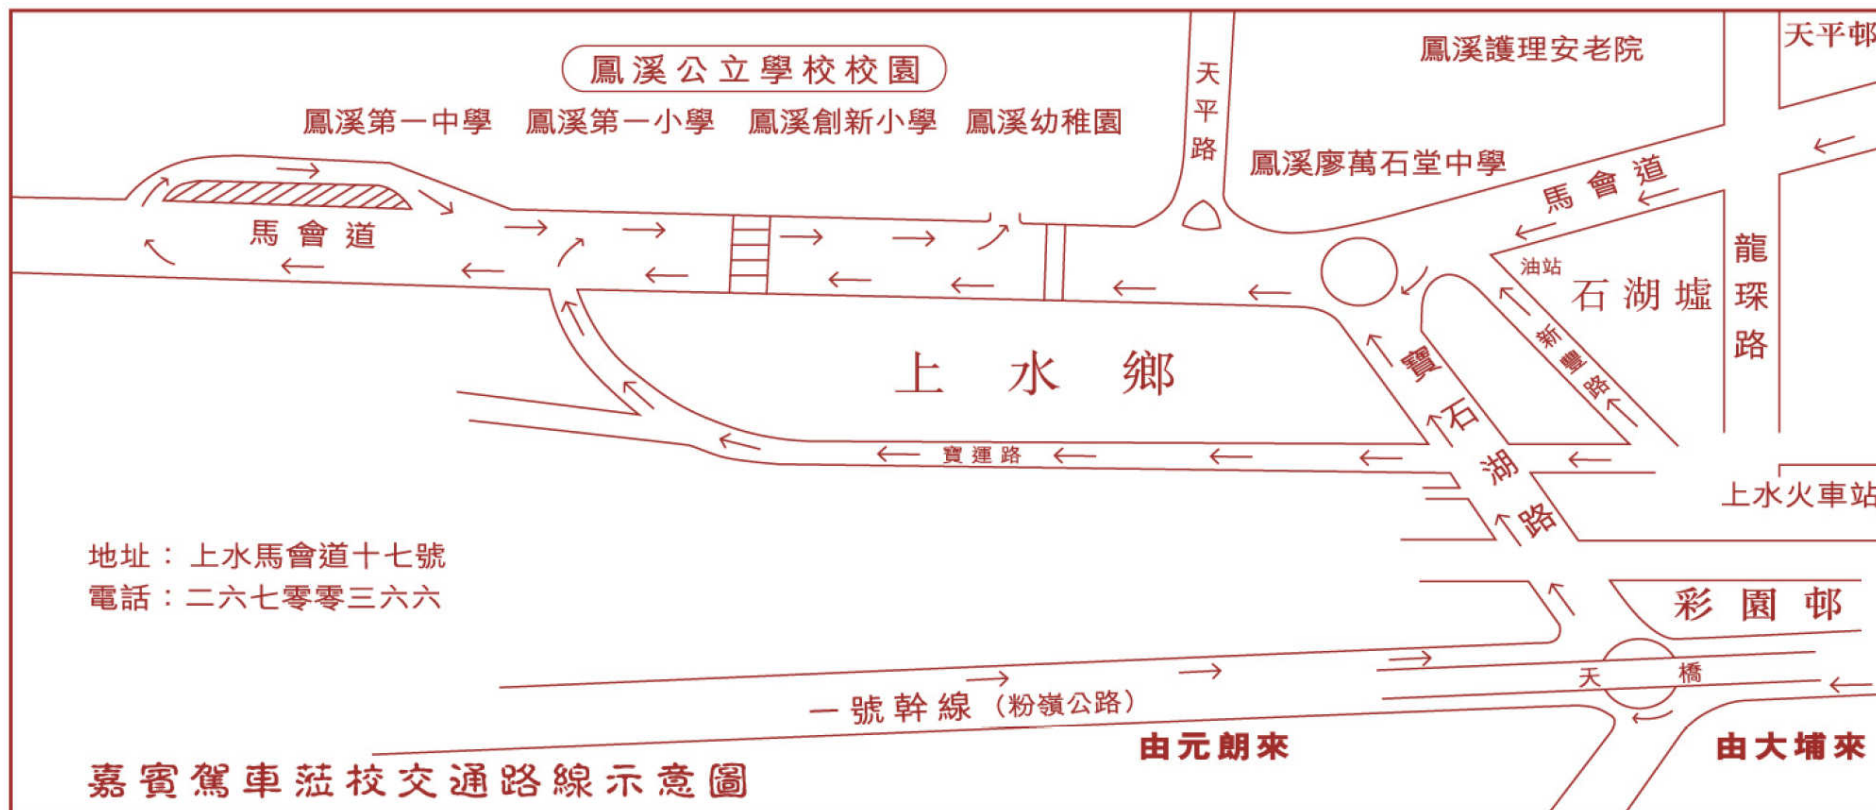 鳳溪公立學校校園
鳳溪第一中學 鳳溪第一小學 鳳溪創新小學 鳳溪幼稚園
天平路
鳳溪護理安老院
天平邨
鳳溪廖萬石堂中學
馬會道
馬會道
油站
石湖墟
龍琛路
新豐路
上水鄉
寶石湖路
寶運路
上水火車站
地址：上水馬會道十七號
電話：二六七零零三六六
彩園邨
天橋
一號幹線（粉嶺公路）
由元朗來
由大埔來
嘉賓駕車蒞校交通路線示意圖